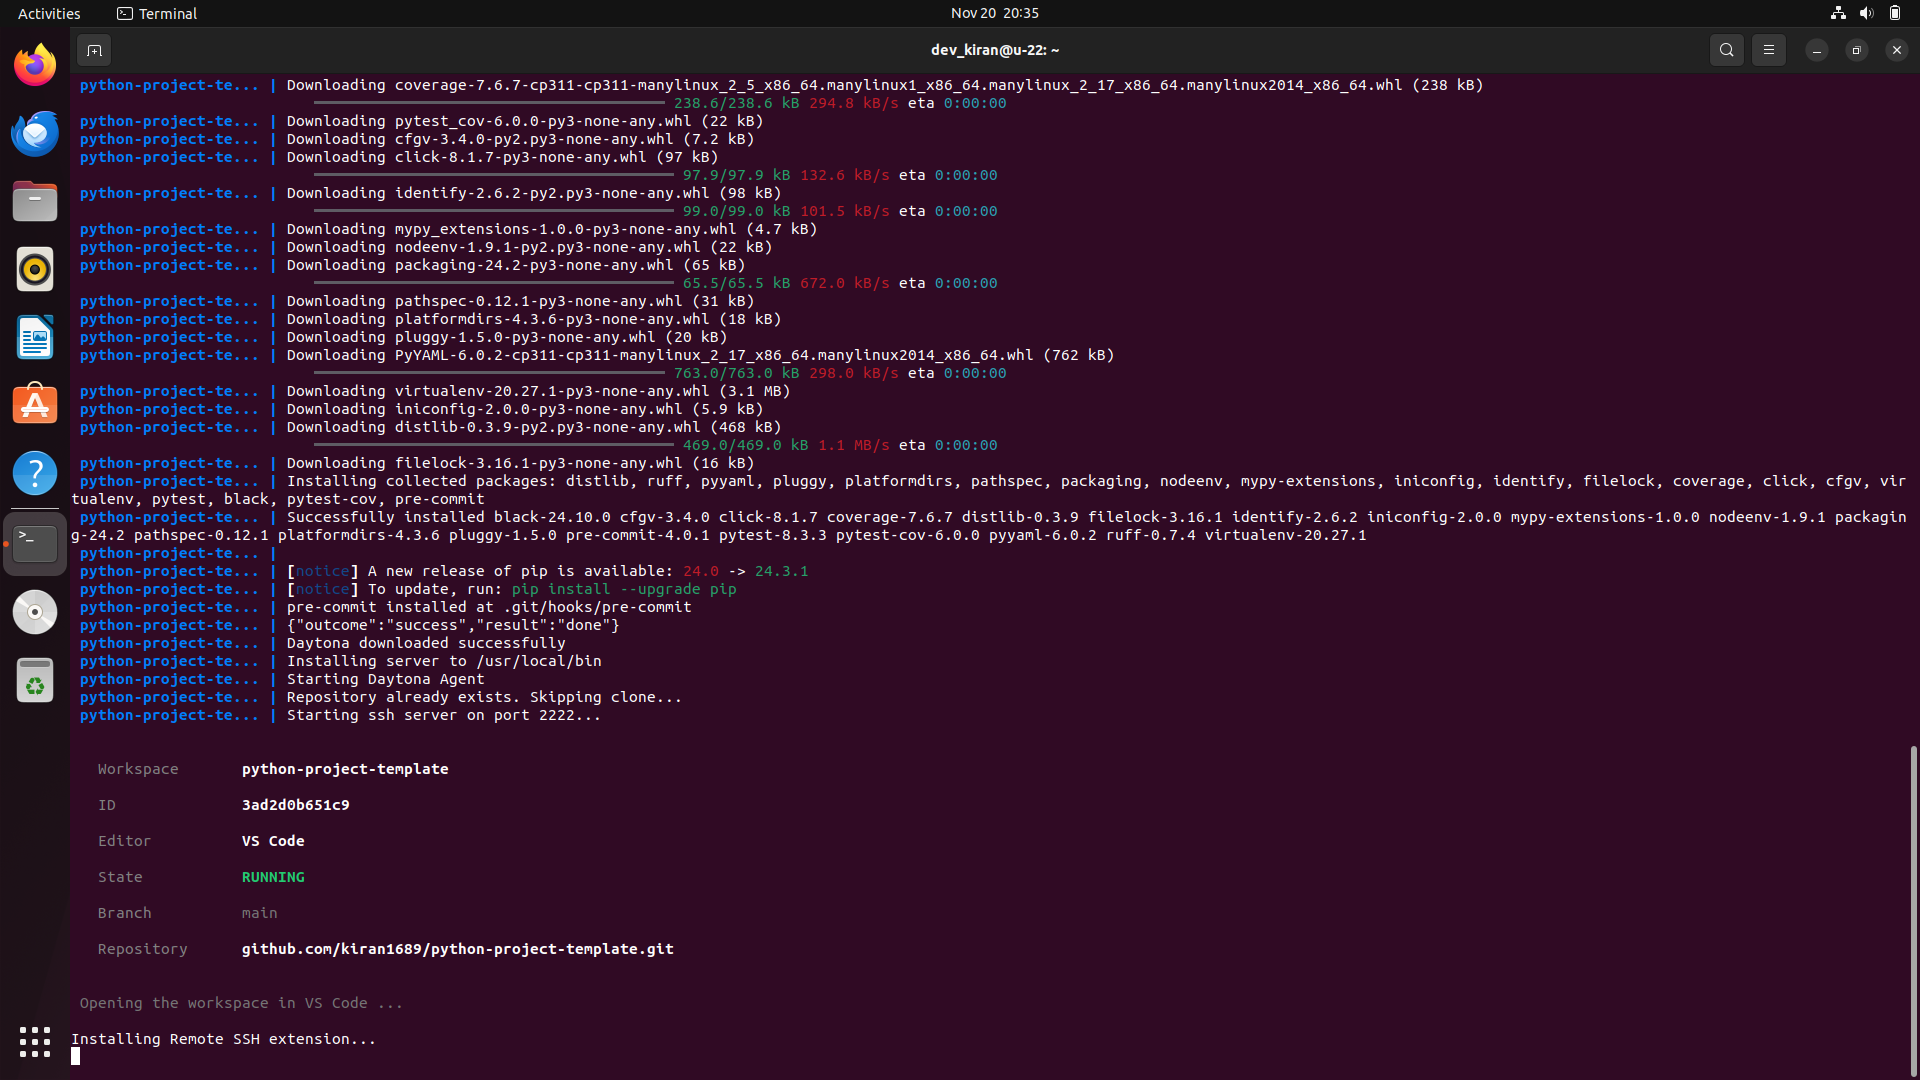 Activities
Terminal
Nov 20 20:35
dev_kiran@u-22: ~
python-project-te... | Downloading coverage-7.6.7-cp311-cp311-manylinux_2_5_x86_64.manylinux1_x86_64.manylinux_2_17_x86_64.manylinux2014_x86_64.whl (238 kB)
238.6/238.6 kB 294.8 kB/s eta 0:00:00
python-project-te... | Downloading pytest_cov-6.0.0-py3-none-any.whl (22 kB)
python-project-te... | Downloading cfgv-3.4.0-py2.py3-none-any.whl (7.2 kB)
python-project-te... | Downloading click-8.1.7-py3-none-any.whl (97 kB)
97.9/97.9 kB 132.6 kB/s eta 0:00:00
python-project-te... | Downloading identify-2.6.2-py2.py3-none-any.whl (98 kB)
99.0/99.0 kB 101.5 kB/s eta 0:00:00
python-project-te... | Downloading mypy_extensions-1.0.0-py3-none-any.whl (4.7 kB)
python-project-te... | Downloading nodeenv-1.9.1-py2.py3-none-any.whl (22 kB)
python-project-te... | Downloading packaging-24.2-py3-none-any.whl (65 kB)
65.5/65.5 kB 672.0 kB/s eta 0:00:00
python-project-te... | Downloading pathspec-0.12.1-py3-none-any.whl (31 kB)
python-project-te... | Downloading platformdirs-4.3.6-py3-none-any.whl (18 kB)
python-project-te... | Downloading pluggy-1.5.0-py3-none-any.whl (20 kB)
python-project-te... | Downloading PyYAML-6.0.2-cp311-cp311-manylinux_2_17_x86_64.manylinux2014_x86_64.whl (762 kB)
763.0/763.0 kB 298.0 kB/s eta 0:00:00
python-project-te... | Downloading virtualenv-20.27.1-py3-none-any.whl (3.1 MB)
python-project-te... | Downloading iniconfig-2.0.0-py3-none-any.whl (5.9 kB)
python-project-te... | Downloading distlib-0.3.9-py2.py3-none-any.whl (468 kB)
469.0/469.0 kB 1.1 MB/s eta 0:00:00
python-project-te... | Downloading filelock-3.16.1-py3-none-any.whl (16 kB)
python-project-te... | Installing collected packages: distlib, ruff, pyyaml, pluggy, platformdirs, pathspec, packaging, nodeenv, mypy-extensions, iniconfig, identify, filelock, coverage, click, cfgv, vir
tualenv, pytest, black, pytest-cov, pre-commit
python-project-te... | Successfully installed black-24.10.0 cfgv-3.4.0 click-8.1.7 coverage-7.6.7 distlib-0.3.9 filelock-3.16.1 identify-2.6.2 iniconfig-2.0.0 mypy-extensions-1.0.0 nodeenv-1.9.1 packagin
g-24.2 pathspec-0.12.1 platformdirs-4.3.6 pluggy-1.5.0 pre-commit-4.0.1 pytest-8.3.3 pytest-cov-6.0.0 pyyaml-6.0.2 ruff-0.7.4 virtualenv-20.27.1
python-project-te... |
python-project-te... | [notice] A new release of pip is available: 24.0 -> 24.3.1
python-project-te... | [notice] To update, run: pip install --upgrade pip
python-project-te... | pre-commit installed at .git/hooks/pre-commit
python-project-te... | {"outcome":"success","result":"done"}
python-project-te... | Daytona downloaded successfully
python-project-te... | Installing server to /usr/local/bin
python-project-te... | Starting Daytona Agent
python-project-te... | Repository already exists. Skipping clone...
python-project-te... | Starting ssh server on port 2222...
Workspace python-project-template
ID 3ad2d0b651c9
Editor VS Code
State RUNNING
Branch main
Repository github.com/kiran1689/python-project-template.git
Opening the workspace in VS Code ...
Installing Remote SSH extension...